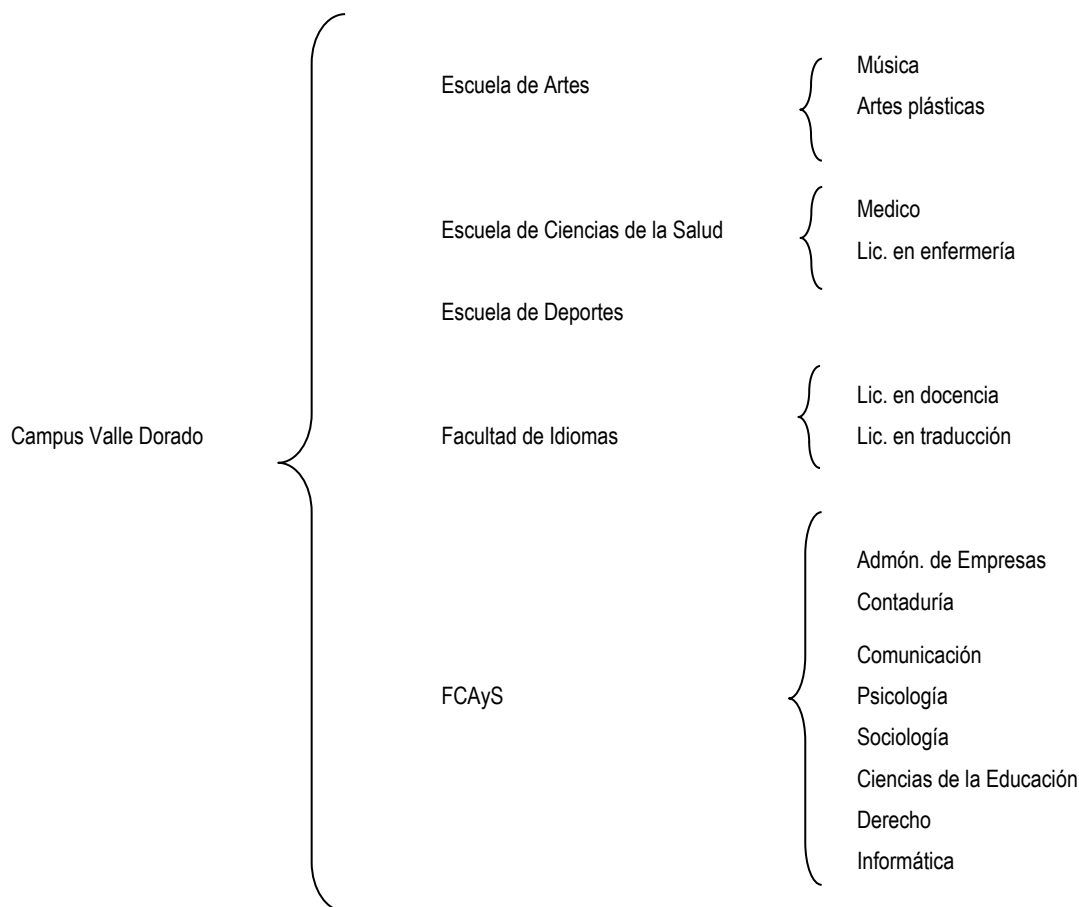 Campus Valle Dorado
Escuela de Artes
Música
Artes plásticas
Escuela de Ciencias de la Salud
Medico
Lic. en enfermería
Escuela de Deportes
Facultad de Idiomas
Lic. en docencia
Lic. en traducción
FCAyS
Admón. de Empresas
Contaduría
Comunicación
Psicología
Sociología
Ciencias de la Educación
Derecho
Informática